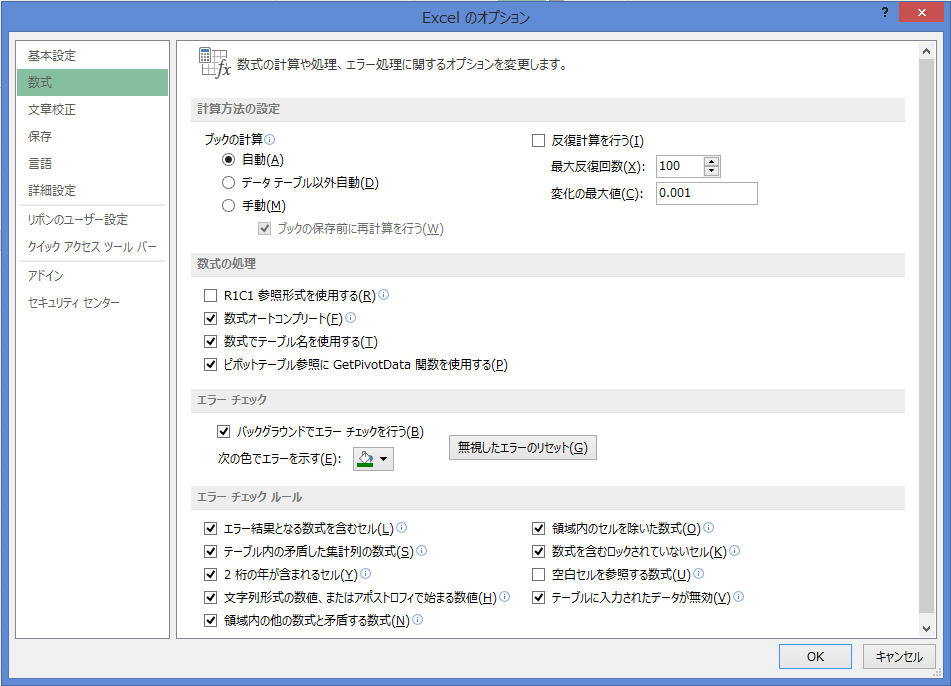 Excel のオプション
?
基本設定
数式
文章校正
保存
言語
詳細設定
リボンのユーザー設定
クイック アクセス ツール バー
アドイン
セキュリティ センター
fx 数式の計算や処理、エラー処理に関するオプションを変更します。
計算方法の設定
ブックの計算
自動(A)
データ テーブル以外自動(D)
手動(M)
ブックの保存前に再計算を行う(W)
反復計算を行う(I)
最大反復回数(X): 100
変化の最大値(C): 0.001
数式の処理
R1C1 参照形式を使用する(R)
数式オートコンプリート(F)
数式でテーブル名を使用する(T)
ピボットテーブル参照に GetPivotData 関数を使用する(P)
エラー チェック
バックグラウンドでエラー チェックを行う(B)
次の色でエラーを示す(E):
無視したエラーのリセット(G)
エラー チェック ルール
エラー結果となる数式を含むセル(L)
テーブル内の矛盾した集計列の数式(S)
2 桁の年が含まれるセル(Y)
文字列形式の数値、またはアポストロフィで始まる数値(H)
領域内の他の数式と矛盾する数式(N)
領域内のセルを除いた数式(O)
数式を含むロックされていないセル(K)
空白セルを参照する数式(U)
テーブルに入力されたデータが無効(V)
OK
キャンセル